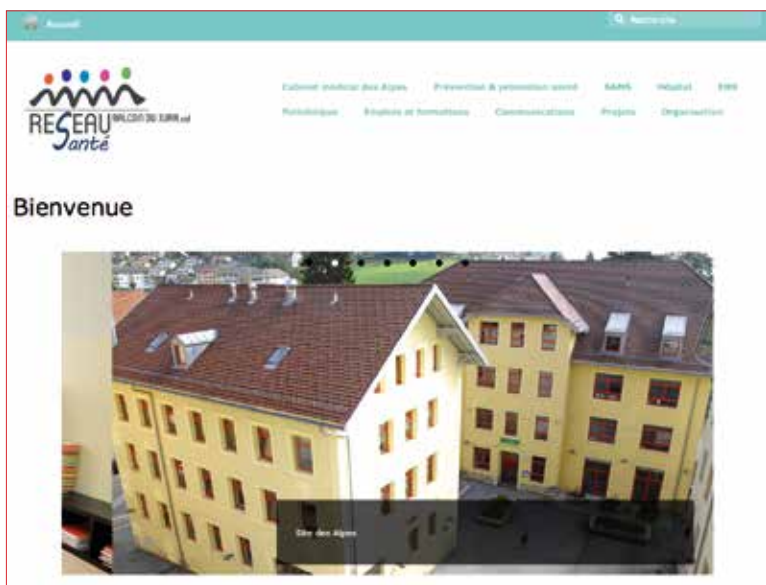 Accueil
Recherche
RESEAU BALCON DU JURA.vd
Santé
Cabinet médical des Alpes Prévention & promotion santé SAMS Hôpital EMS
Physiothérapie Emplois et formations Communications Projets Organisation
Bienvenue
Site des Alpes